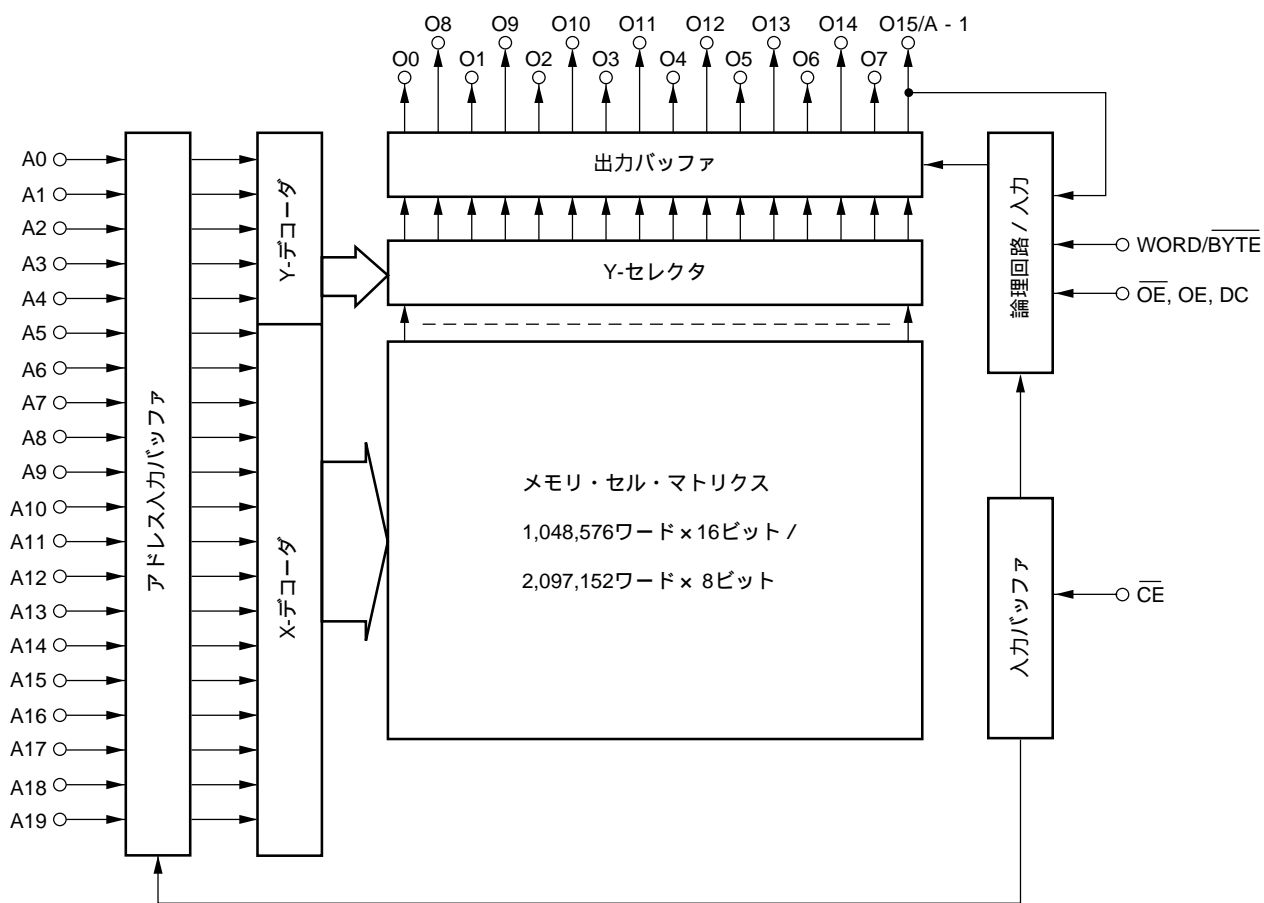 O8 O9 O10 O11 O12 O13 O14 O15/A - 1
O0 O1 O2 O3 O4 O5 O6 O7
A0
A1
A2
A3
A4
A5
A6
A7
A8
A9
A10
A11
A12
A13
A14
A15
A16
A17
A18
A19
アドレス入力バッファ
Y-デコーダ
X-デコーダ
出力バッファ
Y-セレクタ
メモリ・セル・マトリクス
1,048,576ワード×16ビット /
2,097,152ワード× 8ビット
論理回路 / 入力
WORD/B̅Y̅T̅E̅
O̅E̅, OE, DC
入力バッファ
C̅E̅